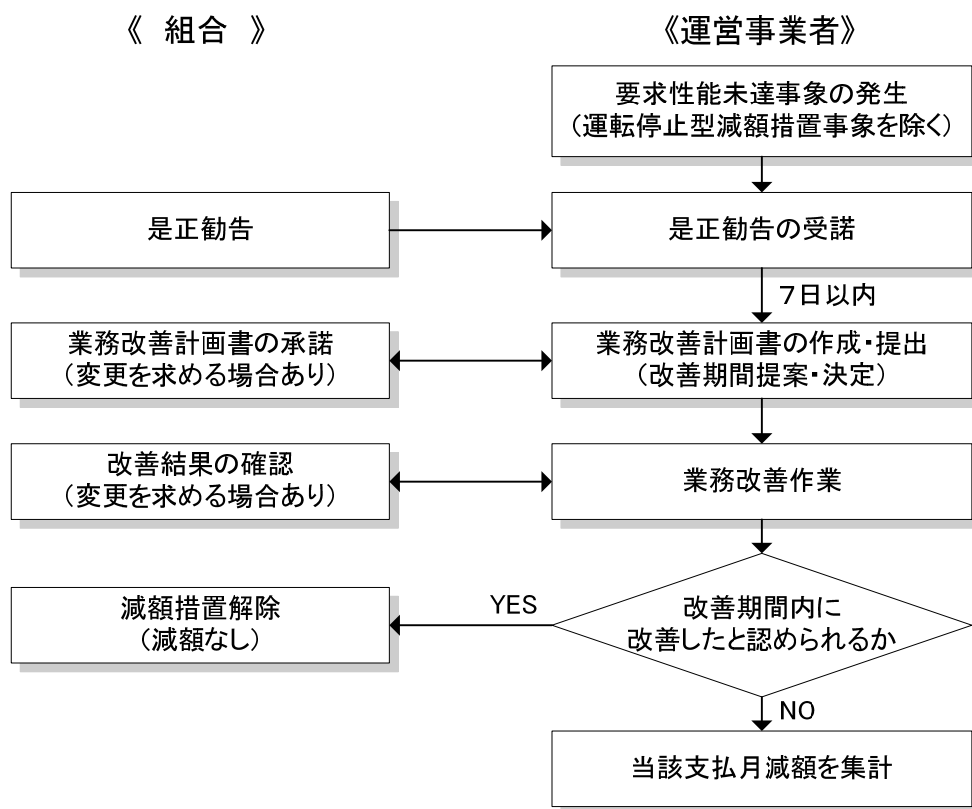 《 組合 》
《運営事業者》
要求性能未達事象の発生
(運転停止型減額措置事象を除く)
是正勧告
是正勧告の受諾
7日以内
業務改善計画書の承諾
(変更を求める場合あり)
業務改善計画書の作成・提出
(改善期間提案・決定)
改善結果の確認
(変更を求める場合あり)
業務改善作業
減額措置解除
(減額なし)
YES
改善期間内に
改善したと認められるか
NO
当該支払月減額を集計